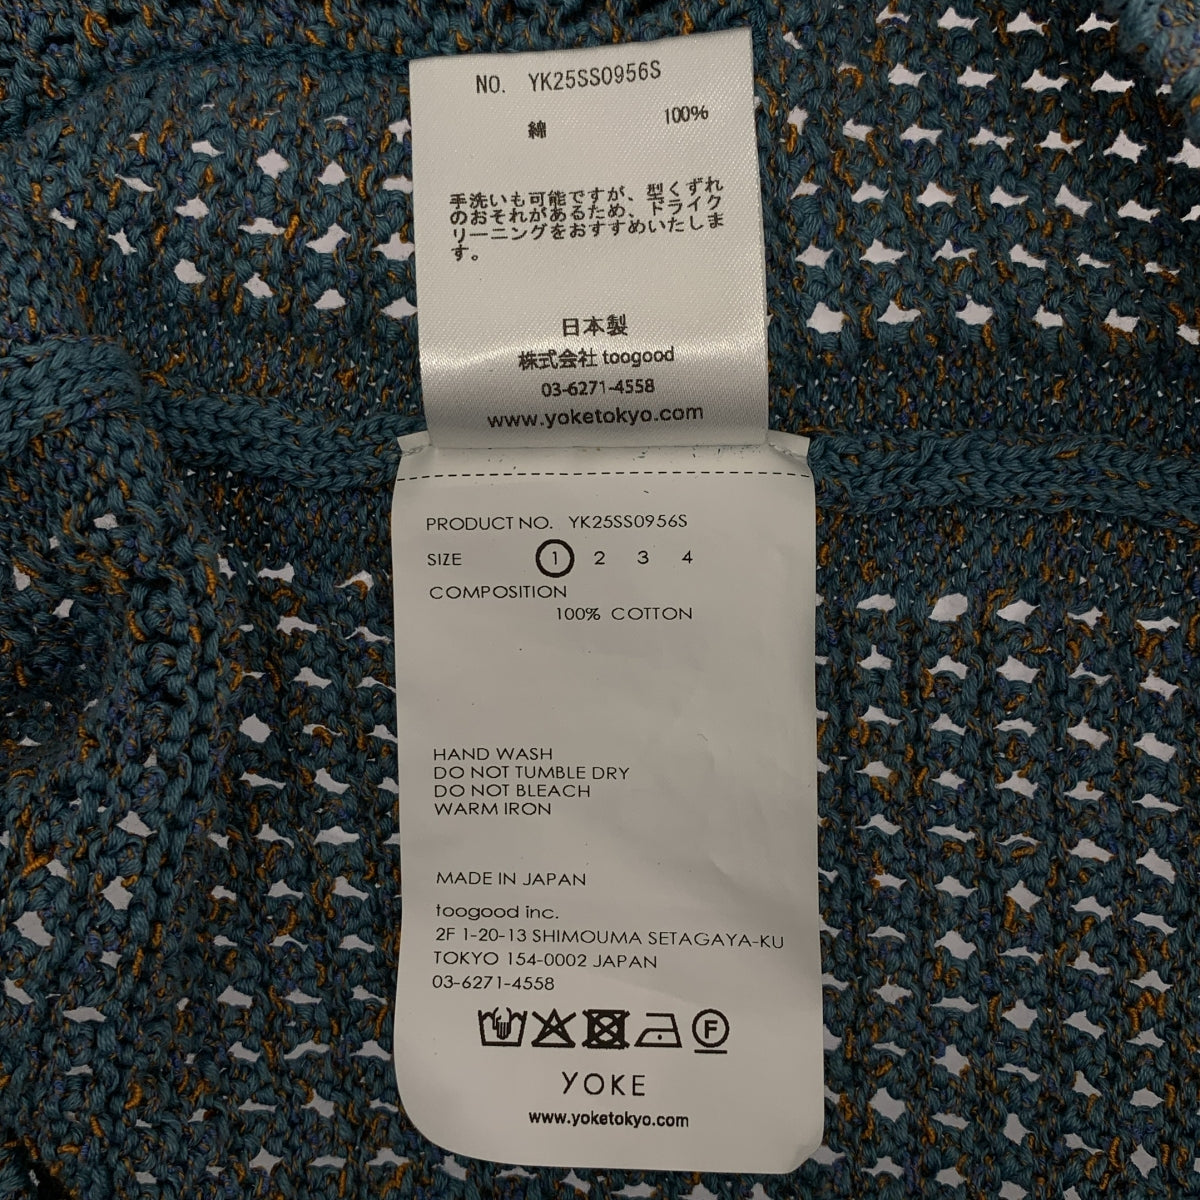 NO. YK25SS0956S
綿 100%
手洗いも可能ですが、型くずれ
のおそれがあるため、ドライク
リーニングをおすすめいたしま
す。
日本製
株式会社 toogood
03-6271-4558
www.yoketokyo.com
PRODUCT NO. YK25SS0956S
SIZE 1 2 3 4
COMPOSITION
100% COTTON
HAND WASH
DO NOT TUMBLE DRY
DO NOT BLEACH
WARM IRON
MADE IN JAPAN
toogood inc.
2F 1-20-13 SHIMOUMA SETAGAYA-KU
TOKYO 154-0002 JAPAN
03-6271-4558
F
YOKE
www.yoketokyo.com